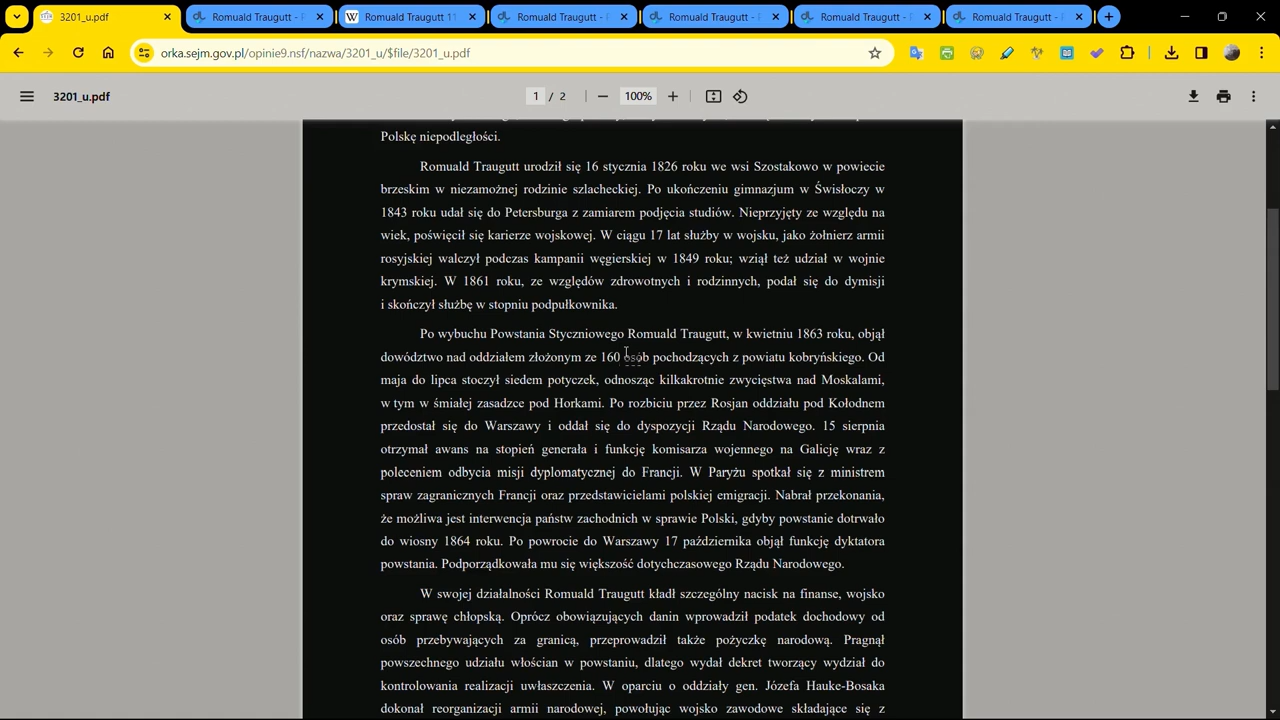 3201_u.pdf
Romuald Traugutt -
Romuald Traugutt 11
Romuald Traugutt -
Romuald Traugutt -
Romuald Traugutt -
Romuald Traugutt -
orka.sejm.gov.pl/opinie9.nsf/nazwa/3201_u/$file/3201_u.pdf
3201_u.pdf
1 / 2
100%
Polskę niepodległości.
Romuald Traugutt urodził się 16 stycznia 1826 roku we wsi Szostakowo w powiecie
brzeskim w niezamożnej rodzinie szlacheckiej. Po ukończeniu gimnazjum w Świsłoczy w
1843 roku udał się do Petersburga z zamiarem podjęcia studiów. Nieprzyjęty ze względu na
wiek, poświęcił się karierze wojskowej. W ciągu 17 lat służby w wojsku, jako żołnierz armii
rosyjskiej walczył podczas kampanii węgierskiej w 1849 roku; wziął też udział w wojnie
krymskiej. W 1861 roku, ze względów zdrowotnych i rodzinnych, podał się do dymisji
i skończył służbę w stopniu podpułkownika.
Po wybuchu Powstania Styczniowego Romuald Traugutt, w kwietniu 1863 roku, objął
dowództwo nad oddziałem złożonym ze 160 osób pochodzących z powiatu kobryńskiego. Od
maja do lipca stoczył siedem potyczek, odnosząc kilkakrotnie zwycięstwa nad Moskalami,
w tym w śmiałej zasadzce pod Horkami. Po rozbiciu przez Rosjan oddziału pod Kołodnem
przedostał się do Warszawy i oddał się do dyspozycji Rządu Narodowego. 15 sierpnia
otrzymał awans na stopień generała i funkcję komisarza wojennego na Galicję wraz z
poleceniem odbycia misji dyplomatycznej do Francji. W Paryżu spotkał się z ministrem
spraw zagranicznych Francji oraz przedstawicielami polskiej emigracji. Nabrał przekonania,
że możliwa jest interwencja państw zachodnich w sprawie Polski, gdyby powstanie dotrwało
do wiosny 1864 roku. Po powrocie do Warszawy 17 października objął funkcję dyktatora
powstania. Podporządkowała mu się większość dotychczasowego Rządu Narodowego.
W swojej działalności Romuald Traugutt kładł szczególny nacisk na finanse, wojsko
oraz sprawę chłopską. Oprócz obowiązujących danin wprowadził podatek dochodowy od
osób przebywających za granicą, przeprowadził także pożyczkę narodową. Pragnął
powszechnego udziału włościan w powstaniu, dlatego wydał dekret tworzący wydział do
kontrolowania realizacji uwłaszczenia. W oparciu o oddziały gen. Józefa Hauke-Bosaka
dokonał reorganizacji armii narodowej, powołując wojsko zawodowe składające się z